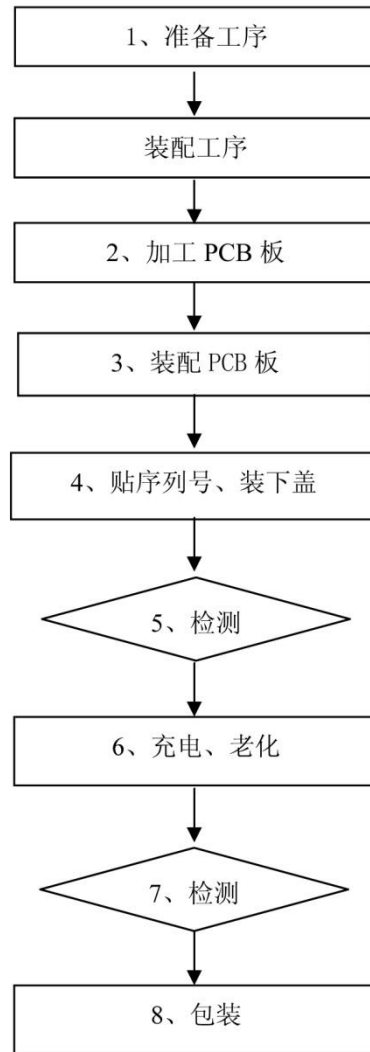 1、准备工序
装配工序
2、加工 PCB 板
3、装配 PCB 板
4、贴序列号、装下盖
5、检测
6、充电、老化
7、检测
8、包装